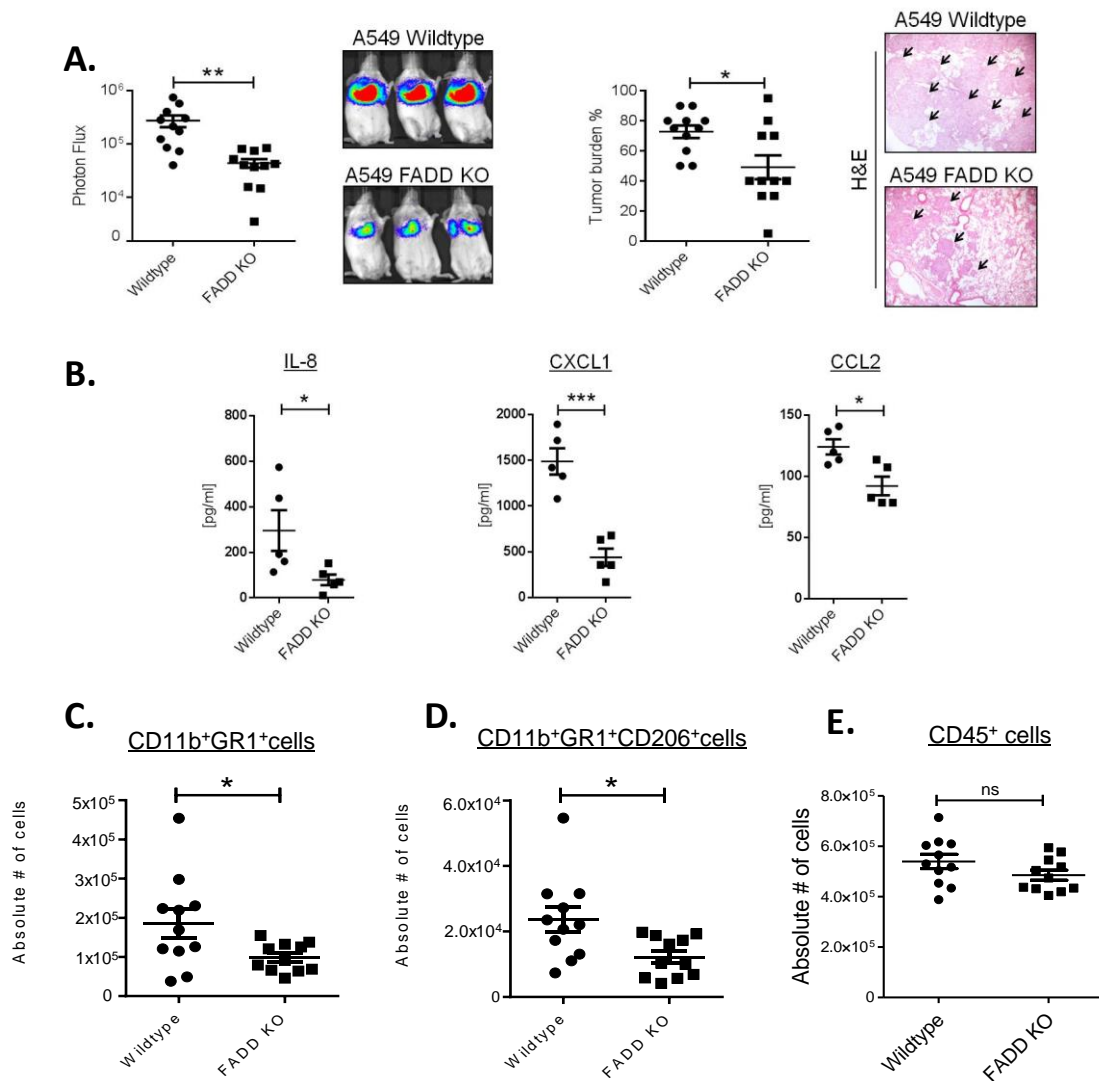 A.
A549 Wildtype
A549 Wildtype
**
*
10⁶
10⁵
10⁴
0
Photon Flux
Wildtype
FADD KO
A549 FADD KO
100
80
60
40
20
0
Tumor burden %
Wildtype
FADD KO
H&E
A549 FADD KO
B.
IL-8
CXCL1
CCL2
*
***
*
800
600
400
200
0
[pg/ml]
Wildtype
FADD KO
2000
1500
1000
500
0
[pg/ml]
Wildtype
FADD KO
150
100
50
0
[pg/ml]
Wildtype
FADD KO
C.
CD11b⁺GR1⁺cells
*
5x10⁵
4x10⁵
3x10⁵
2x10⁵
1x10⁵
0
Absolute # of cells
Wildtype
FADD KO
D.
CD11b⁺GR1⁺CD206⁺cells
*
6.0x10⁴
4.0x10⁴
2.0x10⁴
0
Absolute # of cells
Wildtype
FADD KO
E.
CD45⁺ cells
ns
8.0x10⁵
6.0x10⁵
4.0x10⁵
2.0x10⁵
0
Absolute # of cells
Wildtype
FADD KO